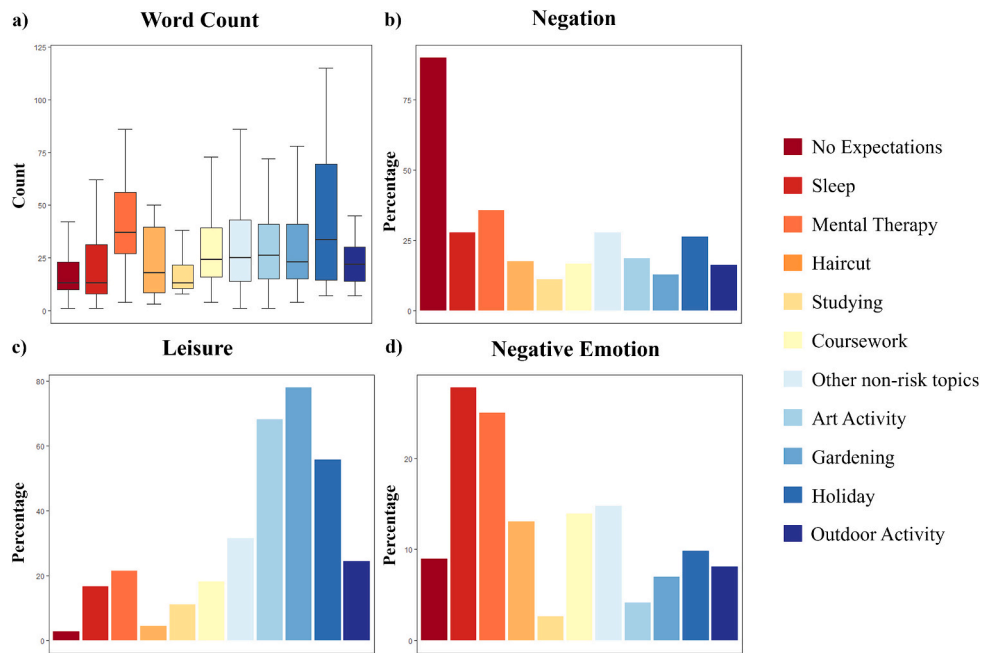 a) Word Count
125
100
75
50
25
0
Count
b) Negation
75
50
25
0
Percentage
c) Leisure
80
60
40
20
0
Percentage
d) Negative Emotion
20
10
0
Percentage
No Expectations
Sleep
Mental Therapy
Haircut
Studying
Coursework
Other non-risk topics
Art Activity
Gardening
Holiday
Outdoor Activity